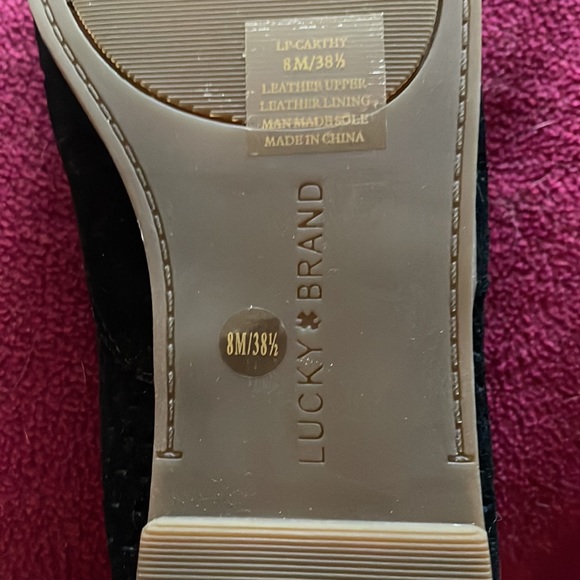 LP-CARTHY
8M/38½
LEATHER UPPER
LEATHER LINING
MAN MADE SOLE
MADE IN CHINA
LUCKY BRAND
8M/38½